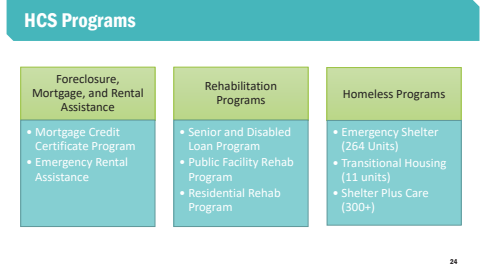 HCS Programs
Foreclosure,
Mortgage, and Rental
Assistance
• Mortgage Credit
Certificate Program
• Emergency Rental
Assistance
Rehabilitation
Programs
• Senior and Disabled
Loan Program
• Public Facility Rehab
Program
• Residential Rehab
Program
Homeless Programs
• Emergency Shelter
(264 Units)
• Transitional Housing
(11 units)
• Shelter Plus Care
(300+)
24